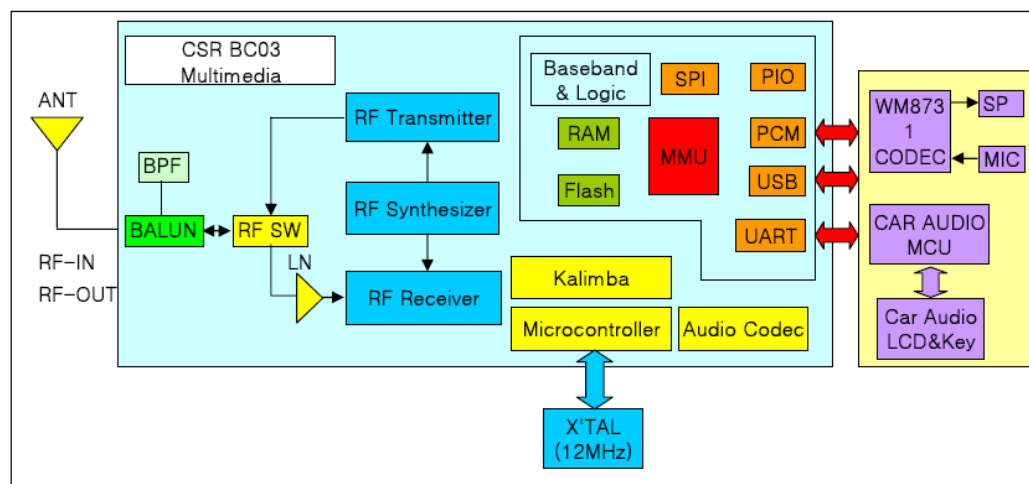 CSR BC03
Multimedia
ANT
BPF
BALUN
RF SW
RF-IN
RF-OUT
LN
RF Transmitter
RF Synthesizer
RF Receiver
Baseband
& Logic
SPI
PIO
RAM
MMU
PCM
Flash
USB
UART
Kalimba
Microcontroller
Audio Codec
X'TAL
(12MHz)
WM873
1
CODEC
SP
MIC
CAR AUDIO
MCU
Car Audio
LCD&Key